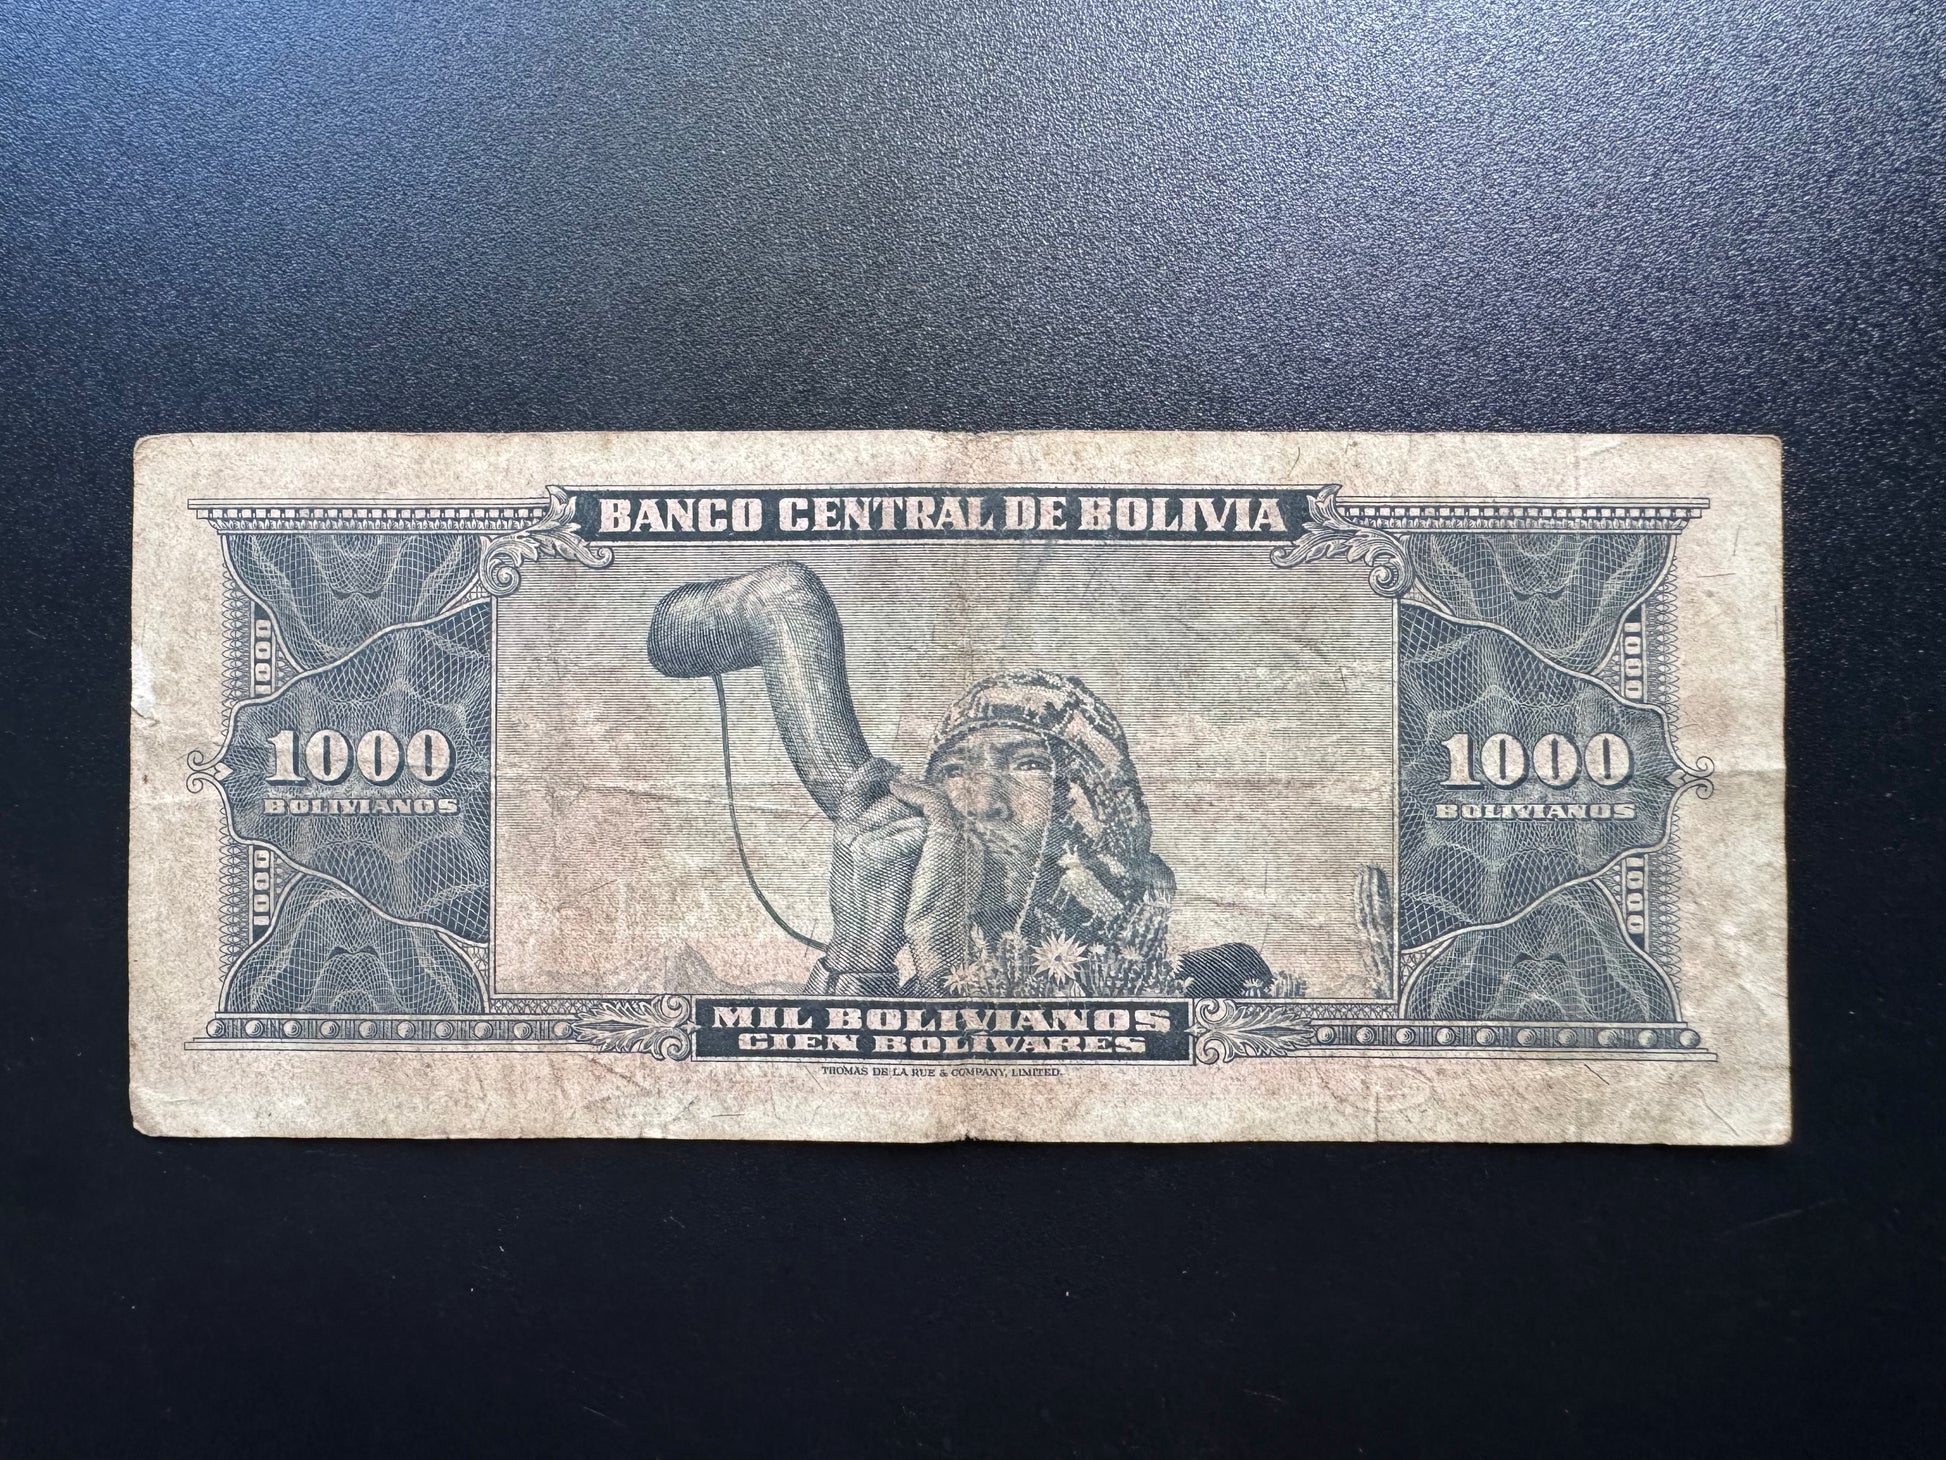 BANCO CENTRAL DE BOLIVIA
1000
1000
1000
BOLIVIANOS
1000
BOLIVIANOS
1000
1000
MIL BOLIVIANOS
CIEN BOLIVARES
THOMAS DE LA RUE & COMPANY, LIMITED.